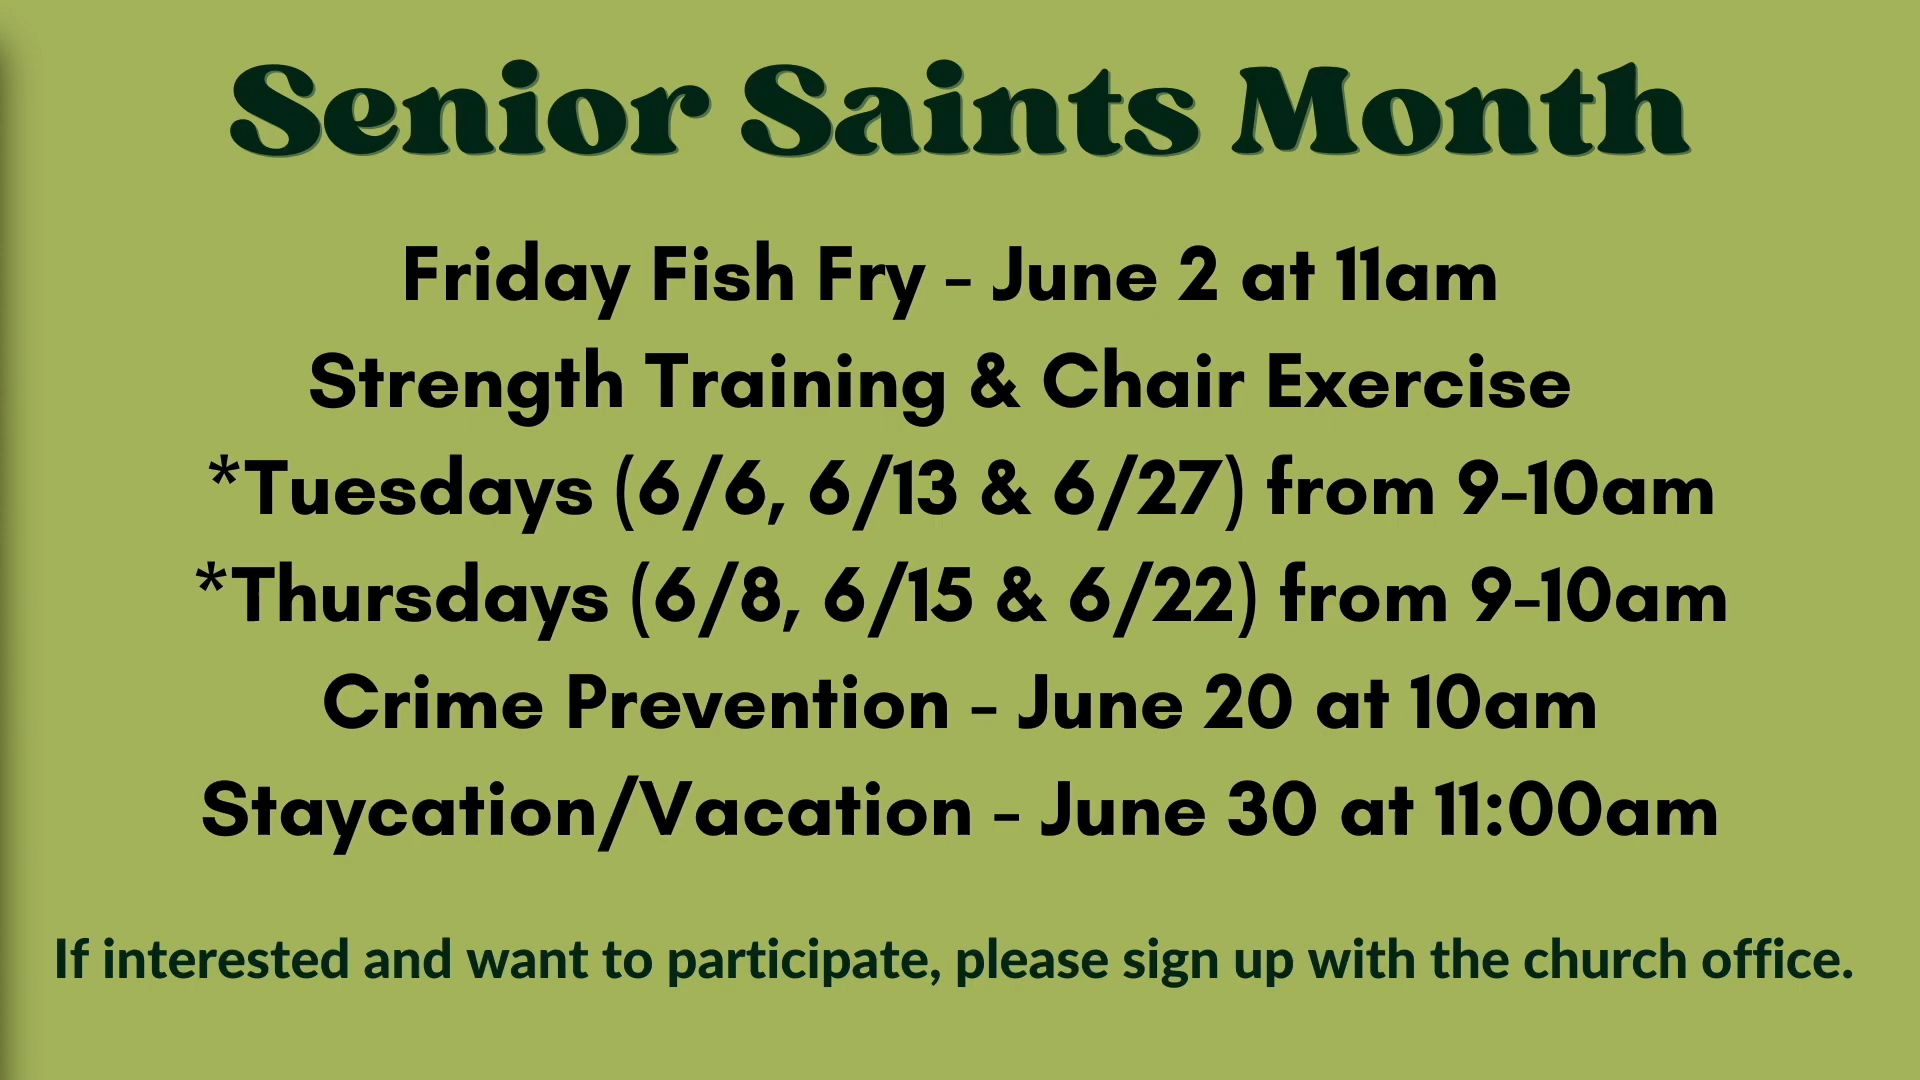 Senior Saints Month
Friday Fish Fry - June 2 at 11am
Strength Training & Chair Exercise
*Tuesdays (6/6, 6/13 & 6/27) from 9-10am
*Thursdays (6/8, 6/15 & 6/22) from 9-10am
Crime Prevention - June 20 at 10am
Staycation/Vacation - June 30 at 11:00am
If interested and want to participate, please sign up with the church office.